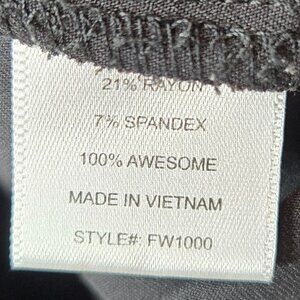 21% RAYON
7% SPANDEX
100% AWESOME
MADE IN VIETNAM
STYLE#: FW1000